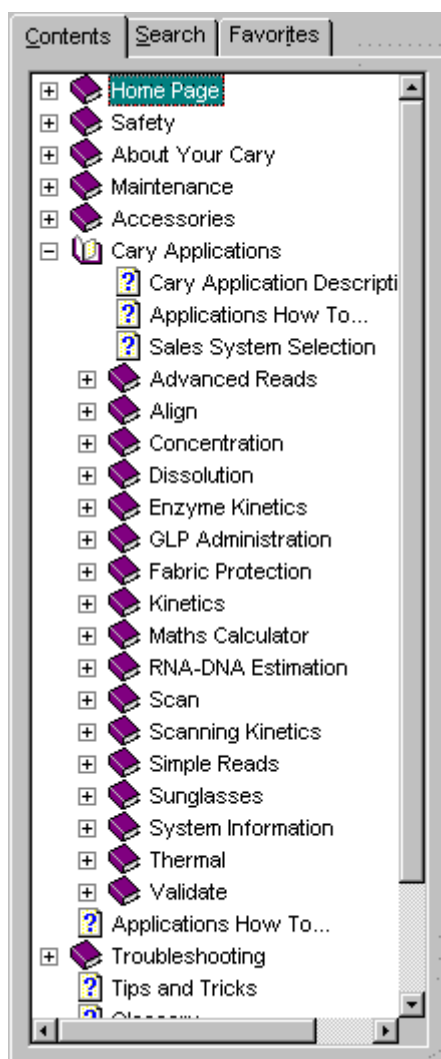 Contents Search Favorites
Home Page
Safety
About Your Cary
Maintenance
Accessories
Cary Applications
Cary Application Descripti
Applications How To...
Sales System Selection
Advanced Reads
Align
Concentration
Dissolution
Enzyme Kinetics
GLP Administration
Fabric Protection
Kinetics
Maths Calculator
RNA-DNA Estimation
Scan
Scanning Kinetics
Simple Reads
Sunglasses
System Information
Thermal
Validate
Applications How To...
Troubleshooting
Tips and Tricks
Glossary